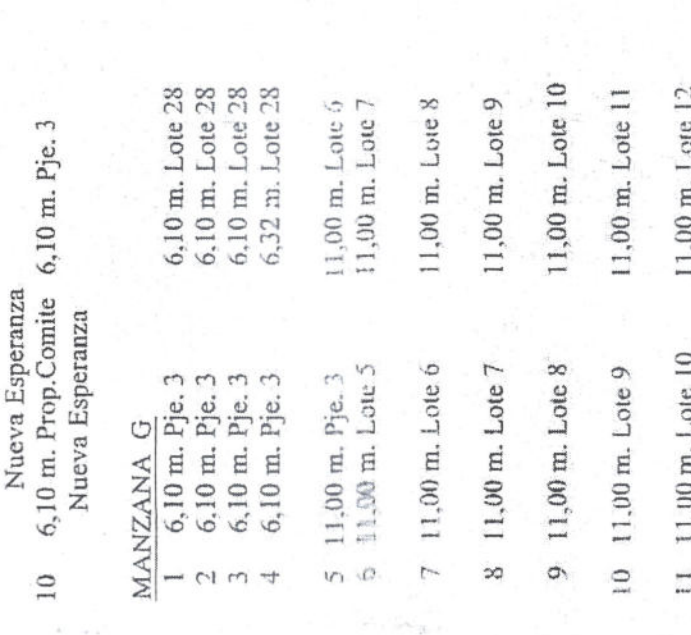 Nueva Esperanza
10 6,10 m. Prop.Comite 6,10 m. Pje. 3
Nueva Esperanza
MANZANA G
1 6,10 m. Pje. 3 6,10 m. Lote 28
2 6,10 m. Pje. 3 6,10 m. Lote 28
3 6,10 m. Pje. 3 6,10 m. Lote 28
4 6,10 m. Pje. 3 6,32 m. Lote 28
5 11,00 m. Pje. 3 11,00 m. Lote 6
6 11,00 m. Lote 5 11,00 m. Lote 7
7 11,00 m. Lote 6 11,00 m. Lote 8
8 11,00 m. Lote 7 11,00 m. Lote 9
9 11,00 m. Lote 8 11,00 m. Lote 10
10 11,00 m. Lote 9 11,00 m. Lote 11
11 11,00 m. Lote 10 11,00 m. Lote 12